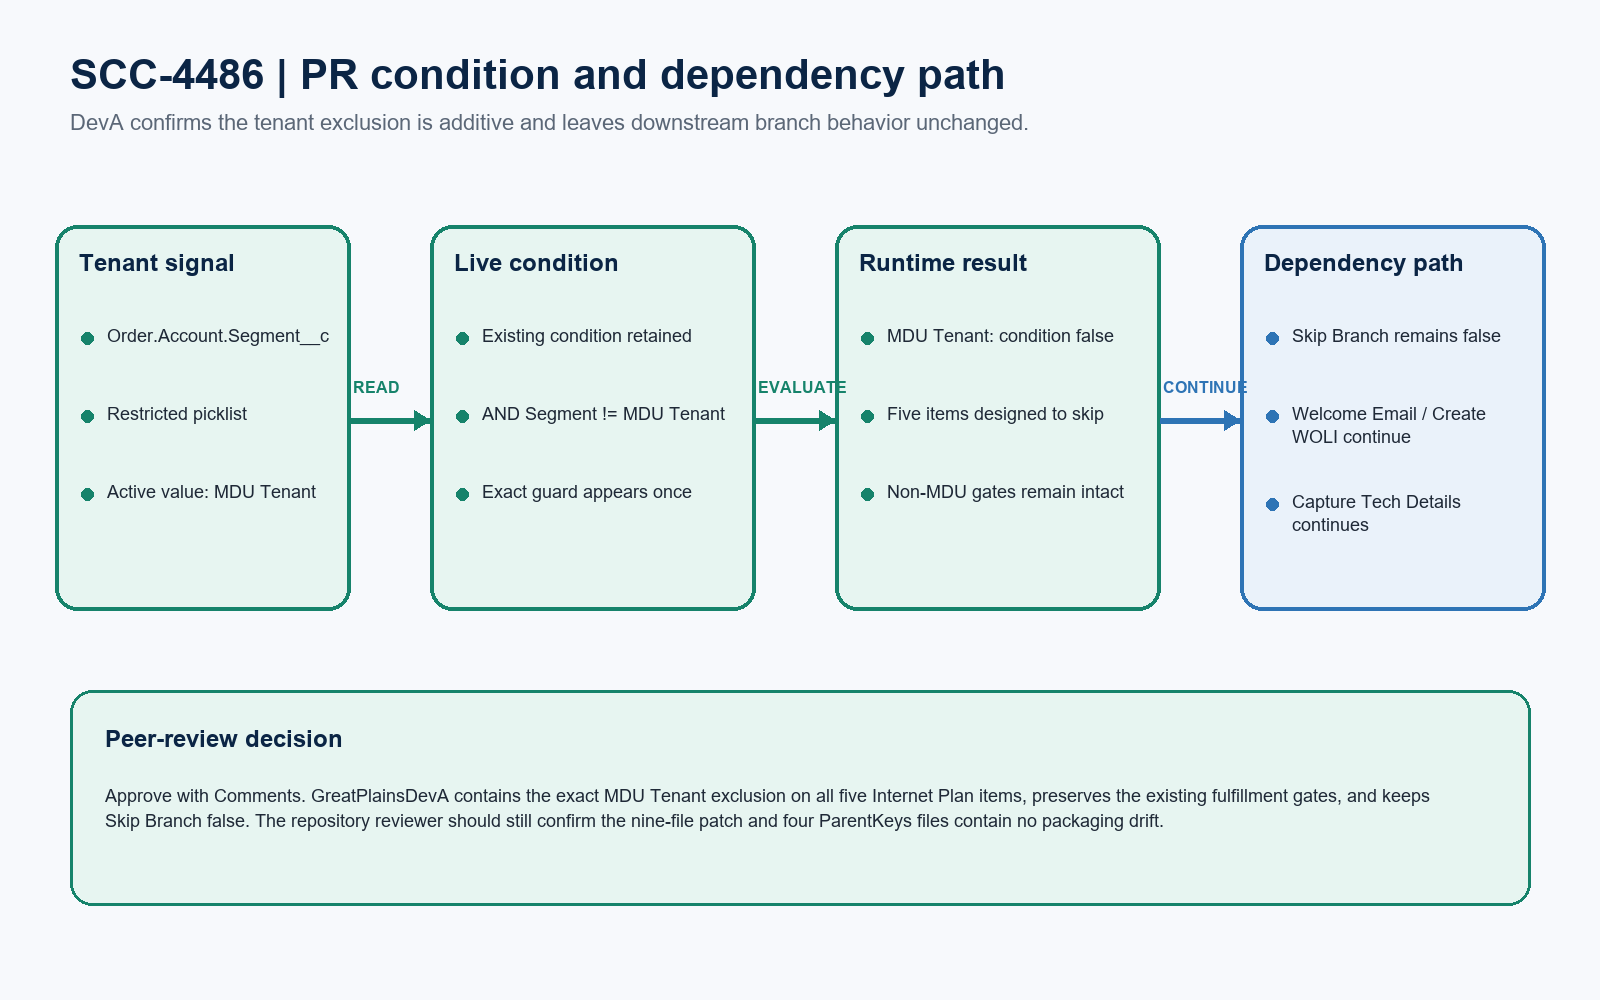 SCC-4486 | PR condition and dependency path
DevA confirms the tenant exclusion is additive and leaves downstream branch behavior unchanged.
Tenant signal
Order.Account.Segment__c
Restricted picklist
Active value: MDU Tenant
READ
Live condition
Existing condition retained
AND Segment != MDU Tenant
Exact guard appears once
EVALUATE
Runtime result
MDU Tenant: condition false
Five items designed to skip
Non-MDU gates remain intact
CONTINUE
Dependency path
Skip Branch remains false
Welcome Email / Create
WOLI continue
Capture Tech Details
continues
Peer-review decision
Approve with Comments. GreatPlainsDevA contains the exact MDU Tenant exclusion on all five Internet Plan items, preserves the existing fulfillment gates, and keeps
Skip Branch false. The repository reviewer should still confirm the nine-file patch and four ParentKeys files contain no packaging drift.